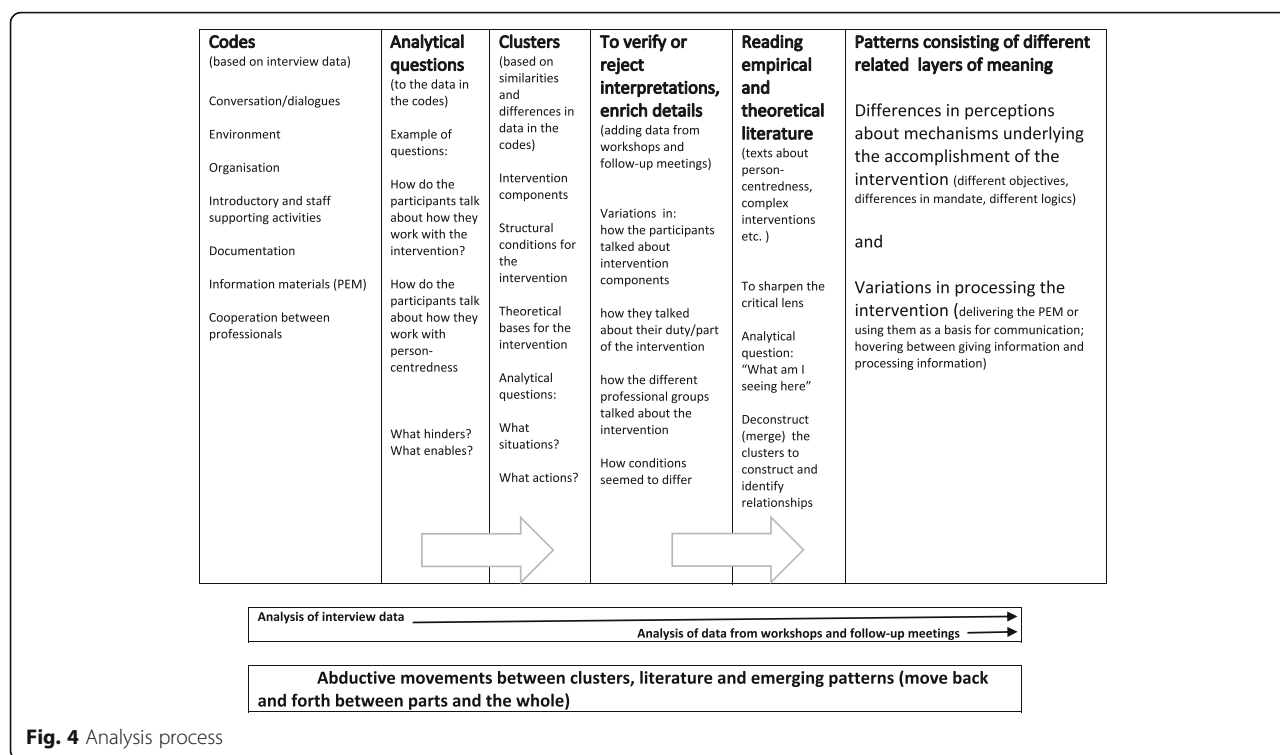 Codes
(based on interview data)
Conversation/dialogues
Environment
Organisation
Introductory and staff
supporting activities
Documentation
Information materials (PEM)
Cooperation between
professionals
Analytical
questions
(to the data in
the codes)
Example of
questions:
How do the
participants talk
about how they
work with the
intervention?
How do the
participants talk
about how they
work with
person-
centredness
What hinders?
What enables?
Clusters
(based on
similarities
and
differences in
data in the
codes)
Intervention
components
Structural
conditions for
the
intervention
Theoretical
bases for the
intervention
Analytical
questions:
What
situations?
What actions?
To verify or
reject
interpretations,
enrich details
(adding data from
workshops and
follow-up meetings)
Variations in:
how the participants
talked about
intervention
components
how they talked
about their duty/part
of the intervention
how the different
professional groups
talked about the
intervention
How conditions
seemed to differ
Reading
empirical
and
theoretical
literature
(texts about
person-
centredness,
complex
interventions
etc. )
To sharpen the
critical lens
Analytical
question:
“What am I
seeing here”
Deconstruct
(merge) the
clusters to
construct and
identify
relationships
Patterns consisting of different
related layers of meaning
Differences in perceptions
about mechanisms underlying
the accomplishment of the
intervention (different objectives,
differences in mandate, different logics)
and
Variations in processing the
intervention (delivering the PEM or
using them as a basis for communication;
hovering between giving information and
processing information)
Analysis of interview data
Analysis of data from workshops and follow-up meetings
Abductive movements between clusters, literature and emerging patterns (move back
and forth between parts and the whole)
Fig. 4 Analysis process